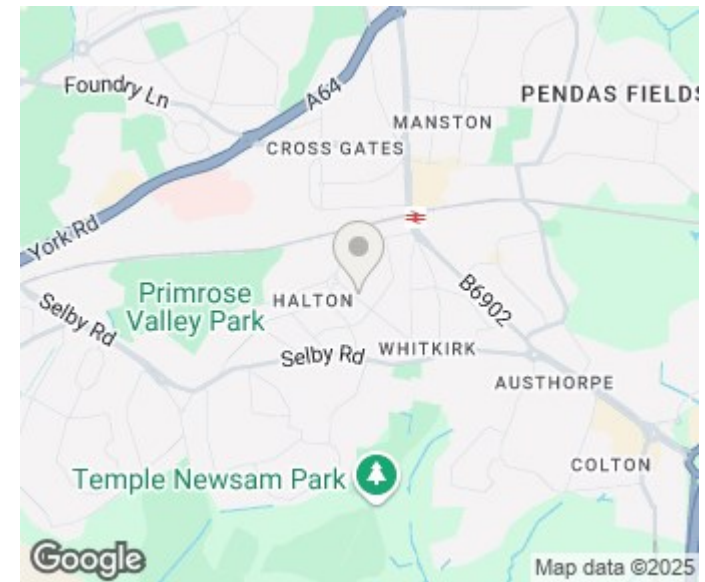 Foundry Ln
A64
PENDAS FIELDS
MANSTON
CROSS GATES
York Rd
Primrose
Valley Park
HALTON
B6902
Selby Rd
Selby Rd
WHITKIRK
AUSTHORPE
Temple Newsam Park
COLTON
Google
Map data ©2025